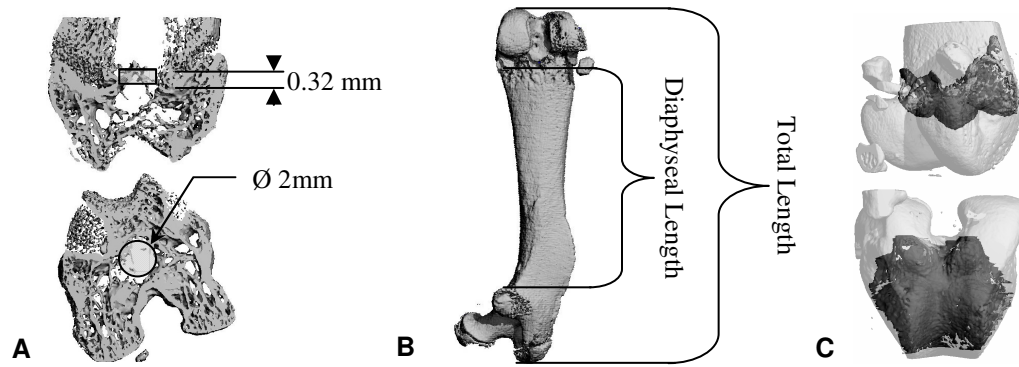 0.32 mm
Ø 2mm
A
Diaphyseal Length
Total Length
B
C